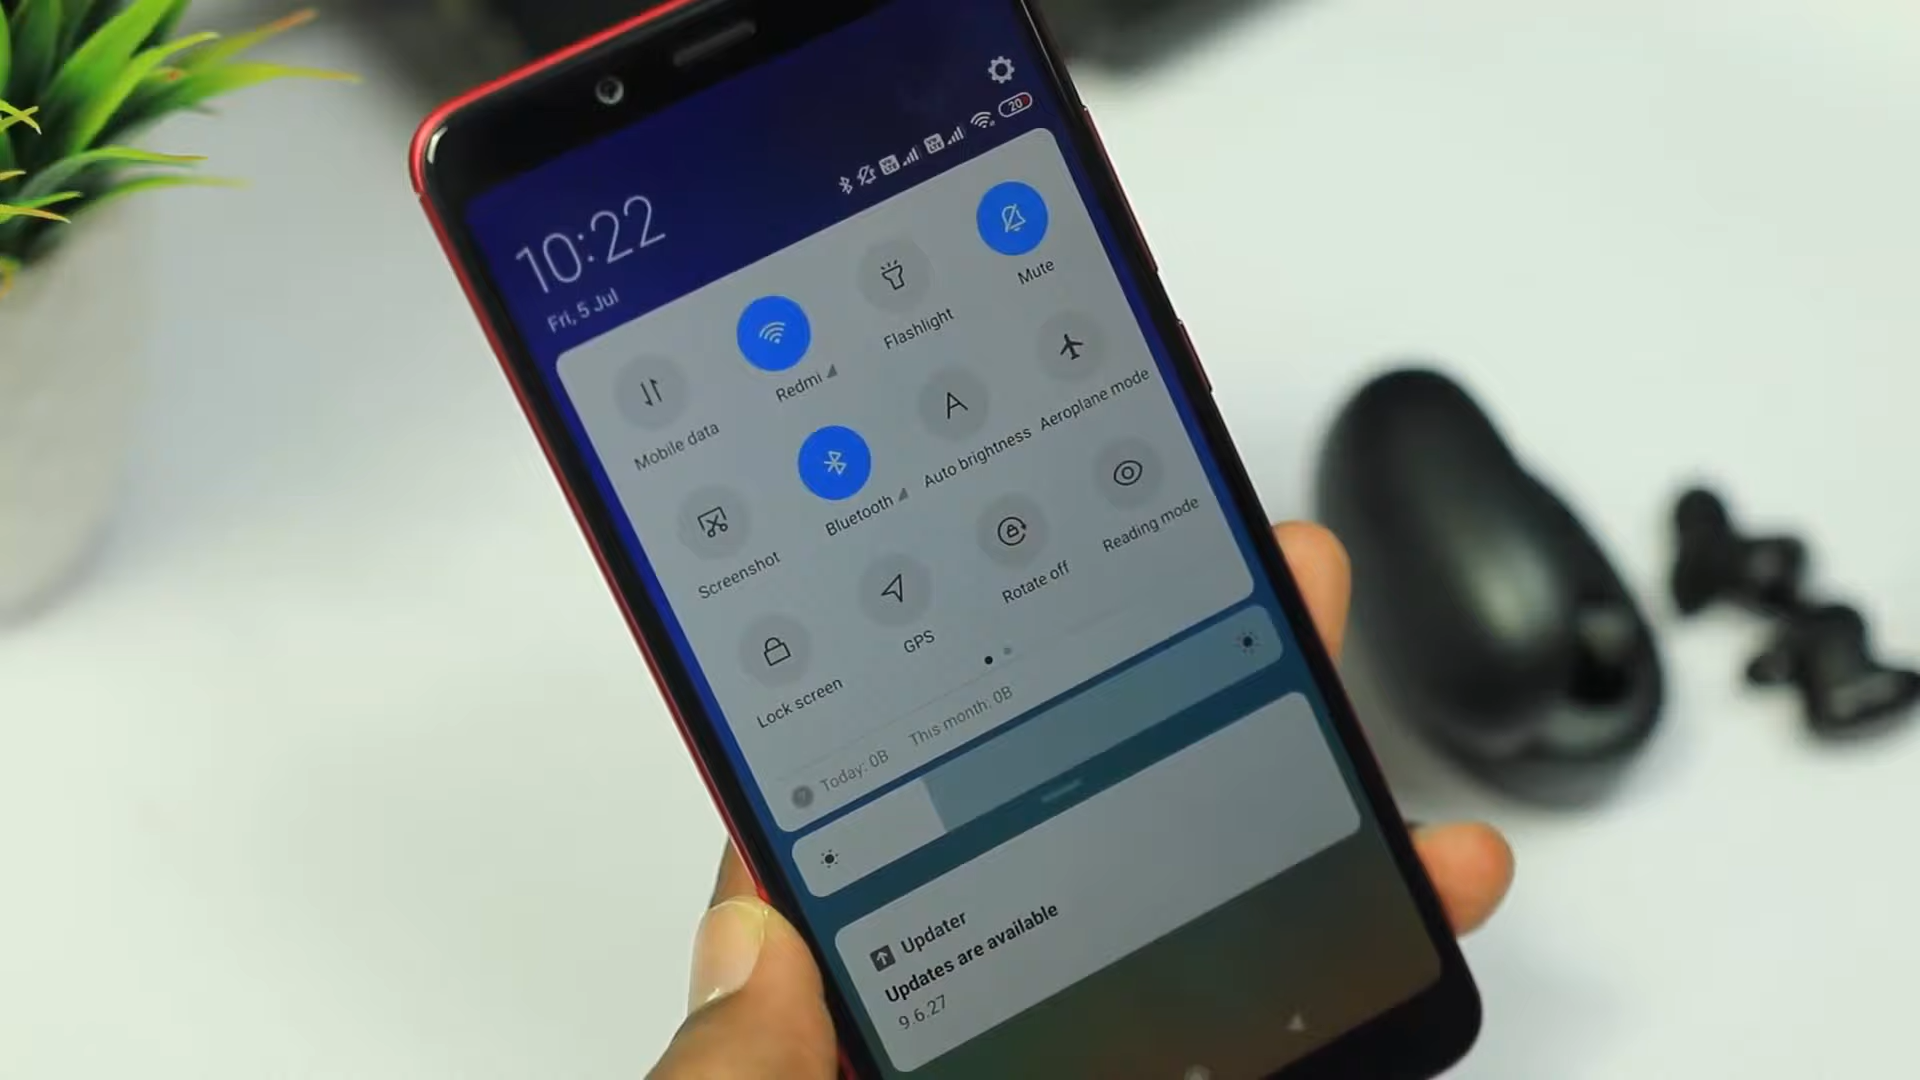 20
10:22
Fri, 5 Jul
Mobile data
Redmi
Flashlight
Mute
Screenshot
Bluetooth
Auto brightness
Aeroplane mode
Lock screen
GPS
Rotate off
Reading mode
Today: 0B
This month: 0B
Updater
Updates are available
9.6.27